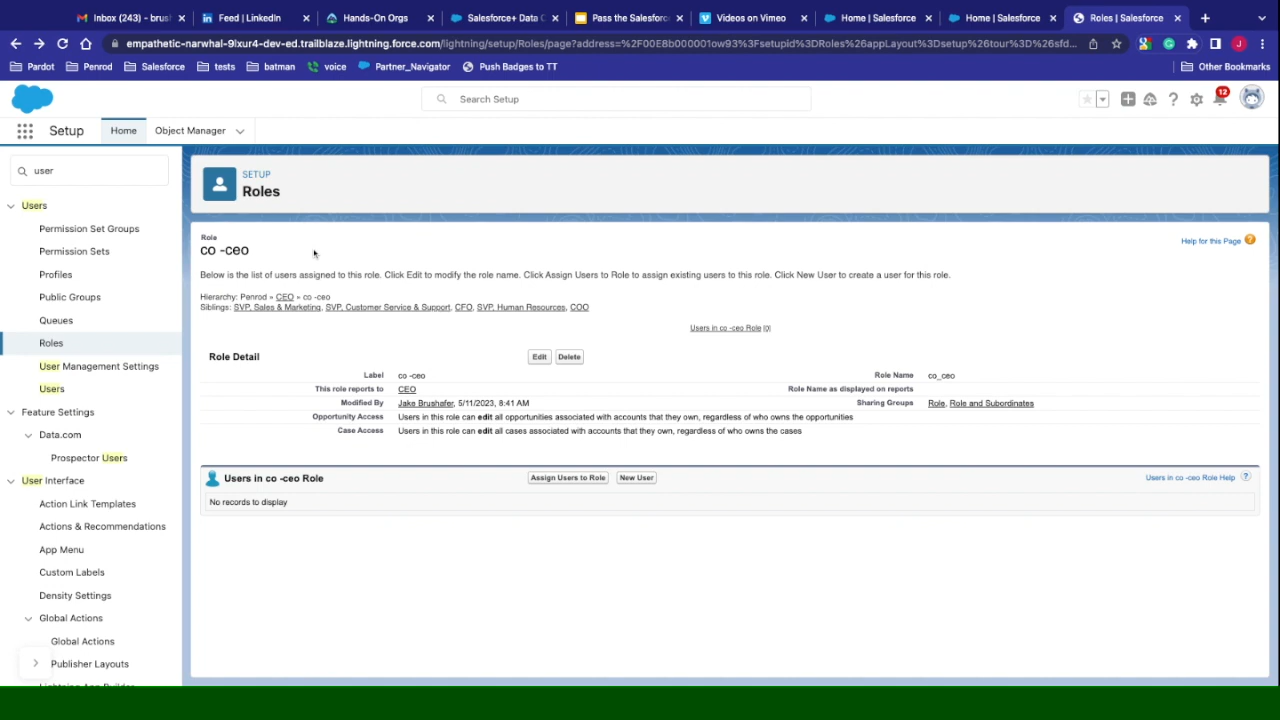 Inbox (243) - brush
Feed | LinkedIn
Hands-On Orgs
Salesforce+ Data C
Pass the Salesforc
Videos on Vimeo
Home | Salesforce
Home | Salesforce
Roles | Salesforce
empathetic-narwhal-9lxur4-dev-ed.trailblaze.lightning.force.com/lightning/setup/Roles/page?address=%2F00E8b000001ow93%3Fsetupid%3DRoles%26appLayout%3Dsetup%26tour%3D%26sfd...
J
Pardot
Penrod
Salesforce
tests
batman
voice
Partner_Navigator
Push Badges to TT
Other Bookmarks
Search Setup
12
Setup
Home
Object Manager
user
Users
Permission Set Groups
Permission Sets
Profiles
Public Groups
Queues
Roles
User Management Settings
Users
Feature Settings
Data.com
Prospector Users
User Interface
Action Link Templates
Actions & Recommendations
App Menu
Custom Labels
Density Settings
Global Actions
Global Actions
Publisher Layouts
Lightning App Builder
SETUP
Roles
Role
co -ceo
Help for this Page
Below is the list of users assigned to this role. Click Edit to modify the role name. Click Assign Users to Role to assign existing users to this role. Click New User to create a user for this role.
Hierarchy: Penrod » CEO » co -ceo
Siblings: SVP, Sales & Marketing, SVP, Customer Service & Support, CFO, SVP, Human Resources, COO
Users in co -ceo Role [0]
Role Detail
Edit
Delete
Label co -ceo
Role Name co_ceo
This role reports to CEO
Role Name as displayed on reports
Modified By Jake Brushafer, 5/11/2023, 8:41 AM
Sharing Groups Role, Role and Subordinates
Opportunity Access Users in this role can edit all opportunities associated with accounts that they own, regardless of who owns the opportunities
Case Access Users in this role can edit all cases associated with accounts that they own, regardless of who owns the cases
Users in co -ceo Role
Assign Users to Role
New User
Users in co -ceo Role Help
No records to display